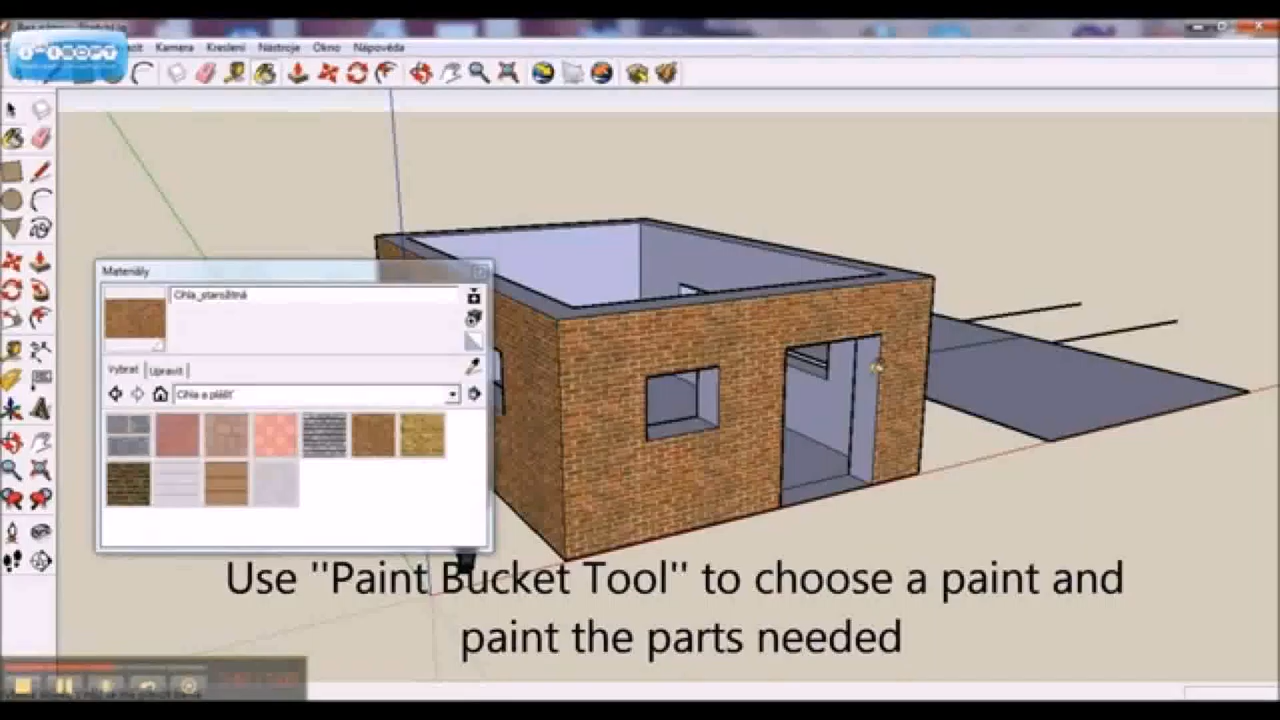 Kamera Kreslení Nástroje Okno Nápověda
Materiály
Cihla_starožitná
Vybrat Upravit
Cihla a plášť
Use "Paint Bucket Tool" to choose a paint and
paint the parts needed